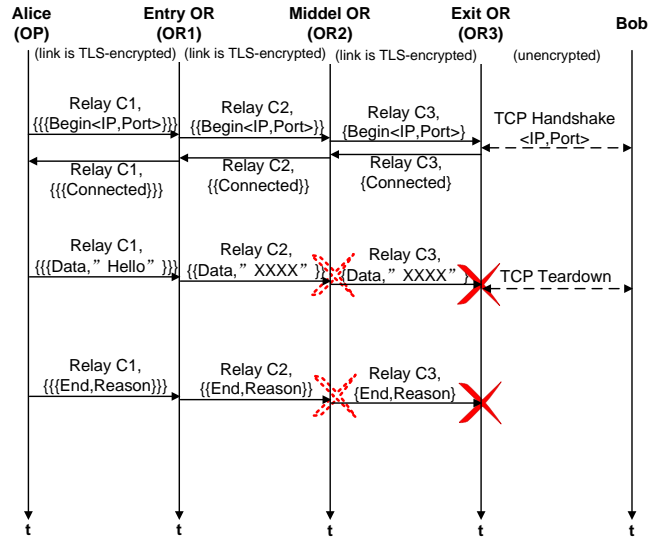 Alice
(OP)
Entry OR
(OR1)
Middel OR
(OR2)
Exit OR
(OR3)
Bob
(link is TLS-encrypted)
(link is TLS-encrypted)
(link is TLS-encrypted)
(unencrypted)
Relay C1,
{{{Begin<IP,Port>}}}
Relay C2,
{{Begin<IP,Port>}}
Relay C3,
{Begin<IP,Port>}
TCP Handshake
<IP,Port>
Relay C1,
{{{Connected}}}
Relay C2,
{{Connected}}
Relay C3,
{Connected}
Relay C1,
{{{Data,” Hello” }}}
Relay C2,
{{Data,” XXXX” }}
Relay C3,
{Data,” XXXX” }
TCP Teardown
Relay C1,
{{{End,Reason}}}
Relay C2,
{{End,Reason}}
Relay C3,
{End,Reason}
t
t
t
t
t